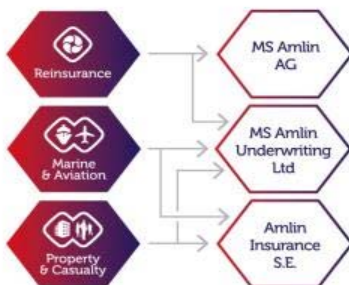 Reinsurance
MS Amlin
AG
Marine
& Aviation
MS Amlin
Underwriting
Ltd
Property
& Casualty
Amlin
Insurance
S.E.